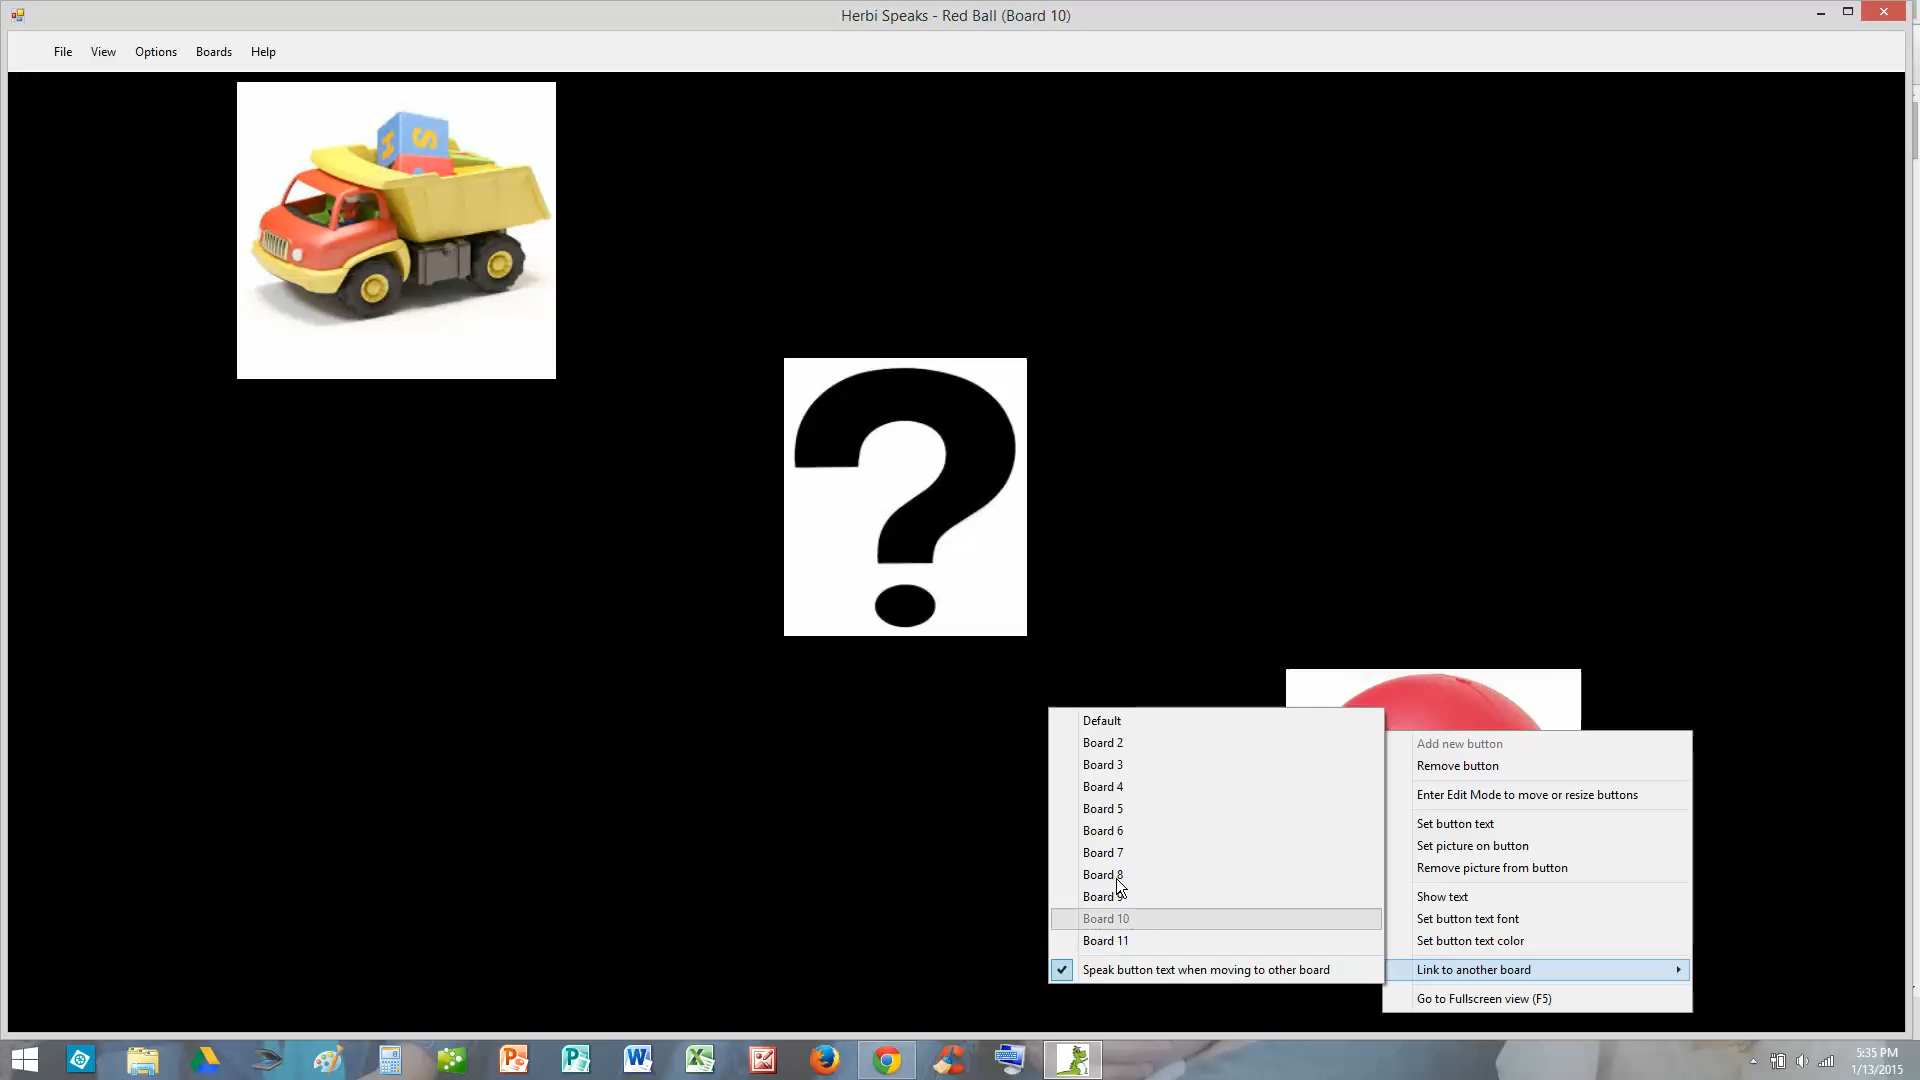 Herbi Speaks - Red Ball (Board 10)
File View Options Boards Help
S
H
?
Default
Board 2
Board 3
Board 4
Board 5
Board 6
Board 7
Board 8
Board 9
Board 10
Board 11
Speak button text when moving to other board
Add new button
Remove button
Enter Edit Mode to move or resize buttons
Set button text
Set picture on button
Remove picture from button
Show text
Set button text font
Set button text color
Link to another board
Go to Fullscreen view (F5)
5:35 PM
1/13/2015